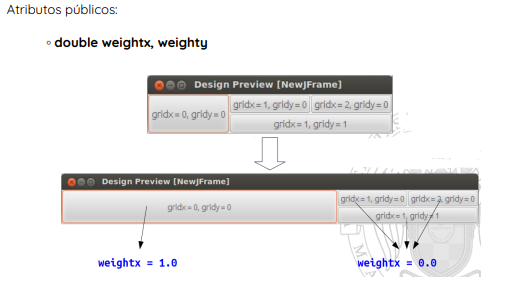 Atributos públicos:
◦ double weightx, weighty
Design Preview [NewJFrame]
gridx=0, gridy=0
gridx=1, gridy=0
gridx=2, gridy=0
gridx=1, gridy=1
Design Preview [NewJFrame]
gridx=0, gridy=0
gridx=1, gridy=0
gridx=2, gridy=0
gridx=1, gridy=1
weightx = 1.0
weightx = 0.0